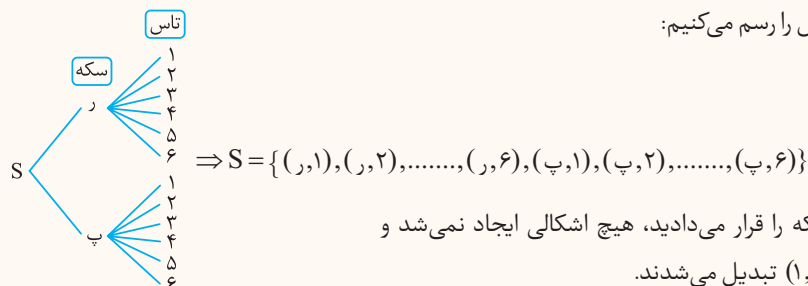 ل را رسم می‌کنیم:
تاس
سکه
ر
۱
۲
۳
۴
۵
۶
S
⇒ S = {(ر,۱),(ر,۲),.......,(ر,۶),(پ,۱),(پ,۲),.......,(پ,۶)}
پ
۱
۲
۳
۴
۵
۶
که را قرار می‌دادید، هیچ اشکالی ایجاد نمی‌شد و
(۱, تبدیل می‌شدند.